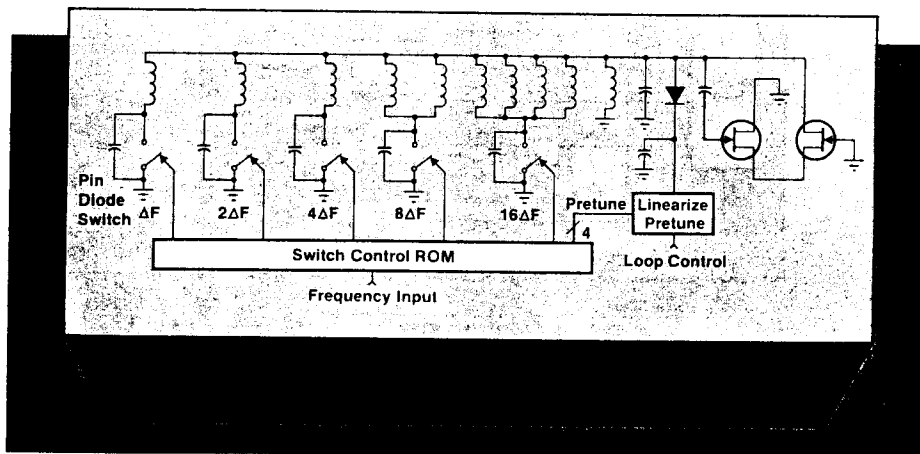 Pin
Diode
Switch
ΔF
2ΔF
4ΔF
8ΔF
16ΔF
Pretune
4
Linearize
Pretune
Loop Control
Switch Control ROM
Frequency Input